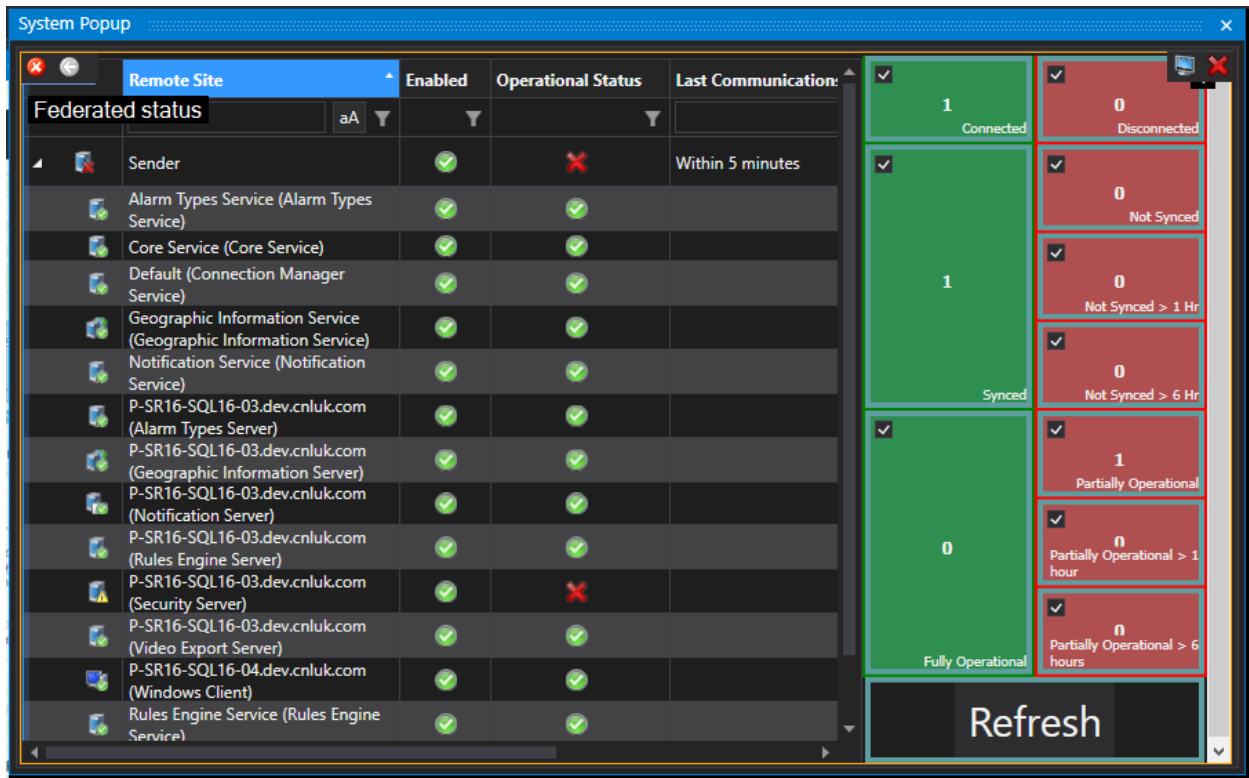 System Popup
Remote Site
Enabled
Operational Status
Last Communication:
Federated status
aA
Sender
Within 5 minutes
Alarm Types Service (Alarm Types
Service)
Core Service (Core Service)
Default (Connection Manager
Service)
Geographic Information Service
(Geographic Information Service)
Notification Service (Notification
Service)
P-SR16-SQL16-03.dev.cnluk.com
(Alarm Types Server)
P-SR16-SQL16-03.dev.cnluk.com
(Geographic Information Server)
P-SR16-SQL16-03.dev.cnluk.com
(Notification Server)
P-SR16-SQL16-03.dev.cnluk.com
(Rules Engine Server)
P-SR16-SQL16-03.dev.cnluk.com
(Security Server)
P-SR16-SQL16-03.dev.cnluk.com
(Video Export Server)
P-SR16-SQL16-04.dev.cnluk.com
(Windows Client)
Rules Engine Service (Rules Engine
Service)
1
Connected
0
Disconnected
1
Synced
0
Not Synced
0
Not Synced > 1 Hr
0
Not Synced > 6 Hr
0
Fully Operational
1
Partially Operational
0
Partially Operational > 1
hour
0
Partially Operational > 6
hours
Refresh